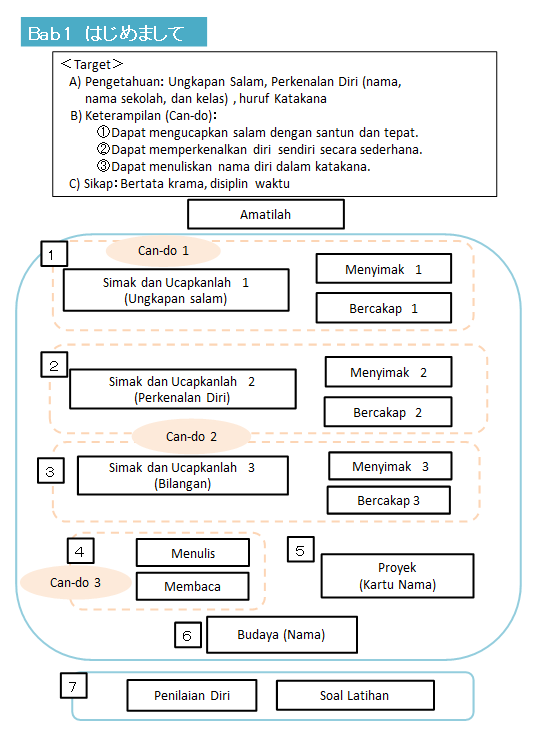 Bab1 はじめまして
＜Target＞
A) Pengetahuan: Ungkapan Salam, Perkenalan Diri (nama,
nama sekolah, dan kelas) , huruf Katakana
B) Keterampilan (Can-do)：
①Dapat mengucapkan salam dengan santun dan tepat.
②Dapat memperkenalkan diri sendiri secara sederhana.
③Dapat menuliskan nama diri dalam katakana.
C) Sikap：Bertata krama, disiplin waktu
Amatilah
1
Can-do 1
Simak dan Ucapkanlah 1
(Ungkapan salam)
Menyimak 1
Bercakap 1
2
Simak dan Ucapkanlah 2
(Perkenalan Diri)
Menyimak 2
Bercakap 2
Can-do 2
3
Simak dan Ucapkanlah 3
(Bilangan)
Menyimak 3
Bercakap 3
4
Menulis
Can-do 3
Membaca
5
Proyek
(Kartu Nama)
6
Budaya (Nama)
7
Penilaian Diri
Soal Latihan